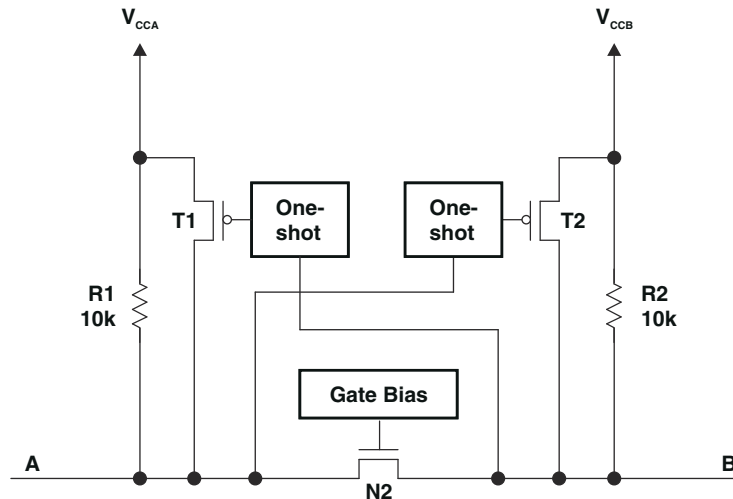 VCCA
VCCB
T1
One-
shot
One-
shot
T2
R1
10k
R2
10k
Gate Bias
A
B
N2